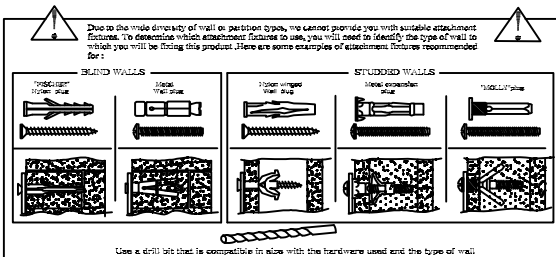 Due to the wide diversity of wall or partition types, we cannot provide you with suitable attachment
fixtures. To determine which attachment fixtures to use, you will need to identify the type of wall to
which you will be fixing this product .Here are some examples of attachment fixtures recommended
for :
BLIND WALLS
STUDDED WALLS
"FISCHER"
Nylon plug
Metal
Wall plug
Nylon winged
Wall plug
Metal expansion
plug
"MOLLY"plug
Use a drill bit that is compatible in size with the hardware used and the type of wall